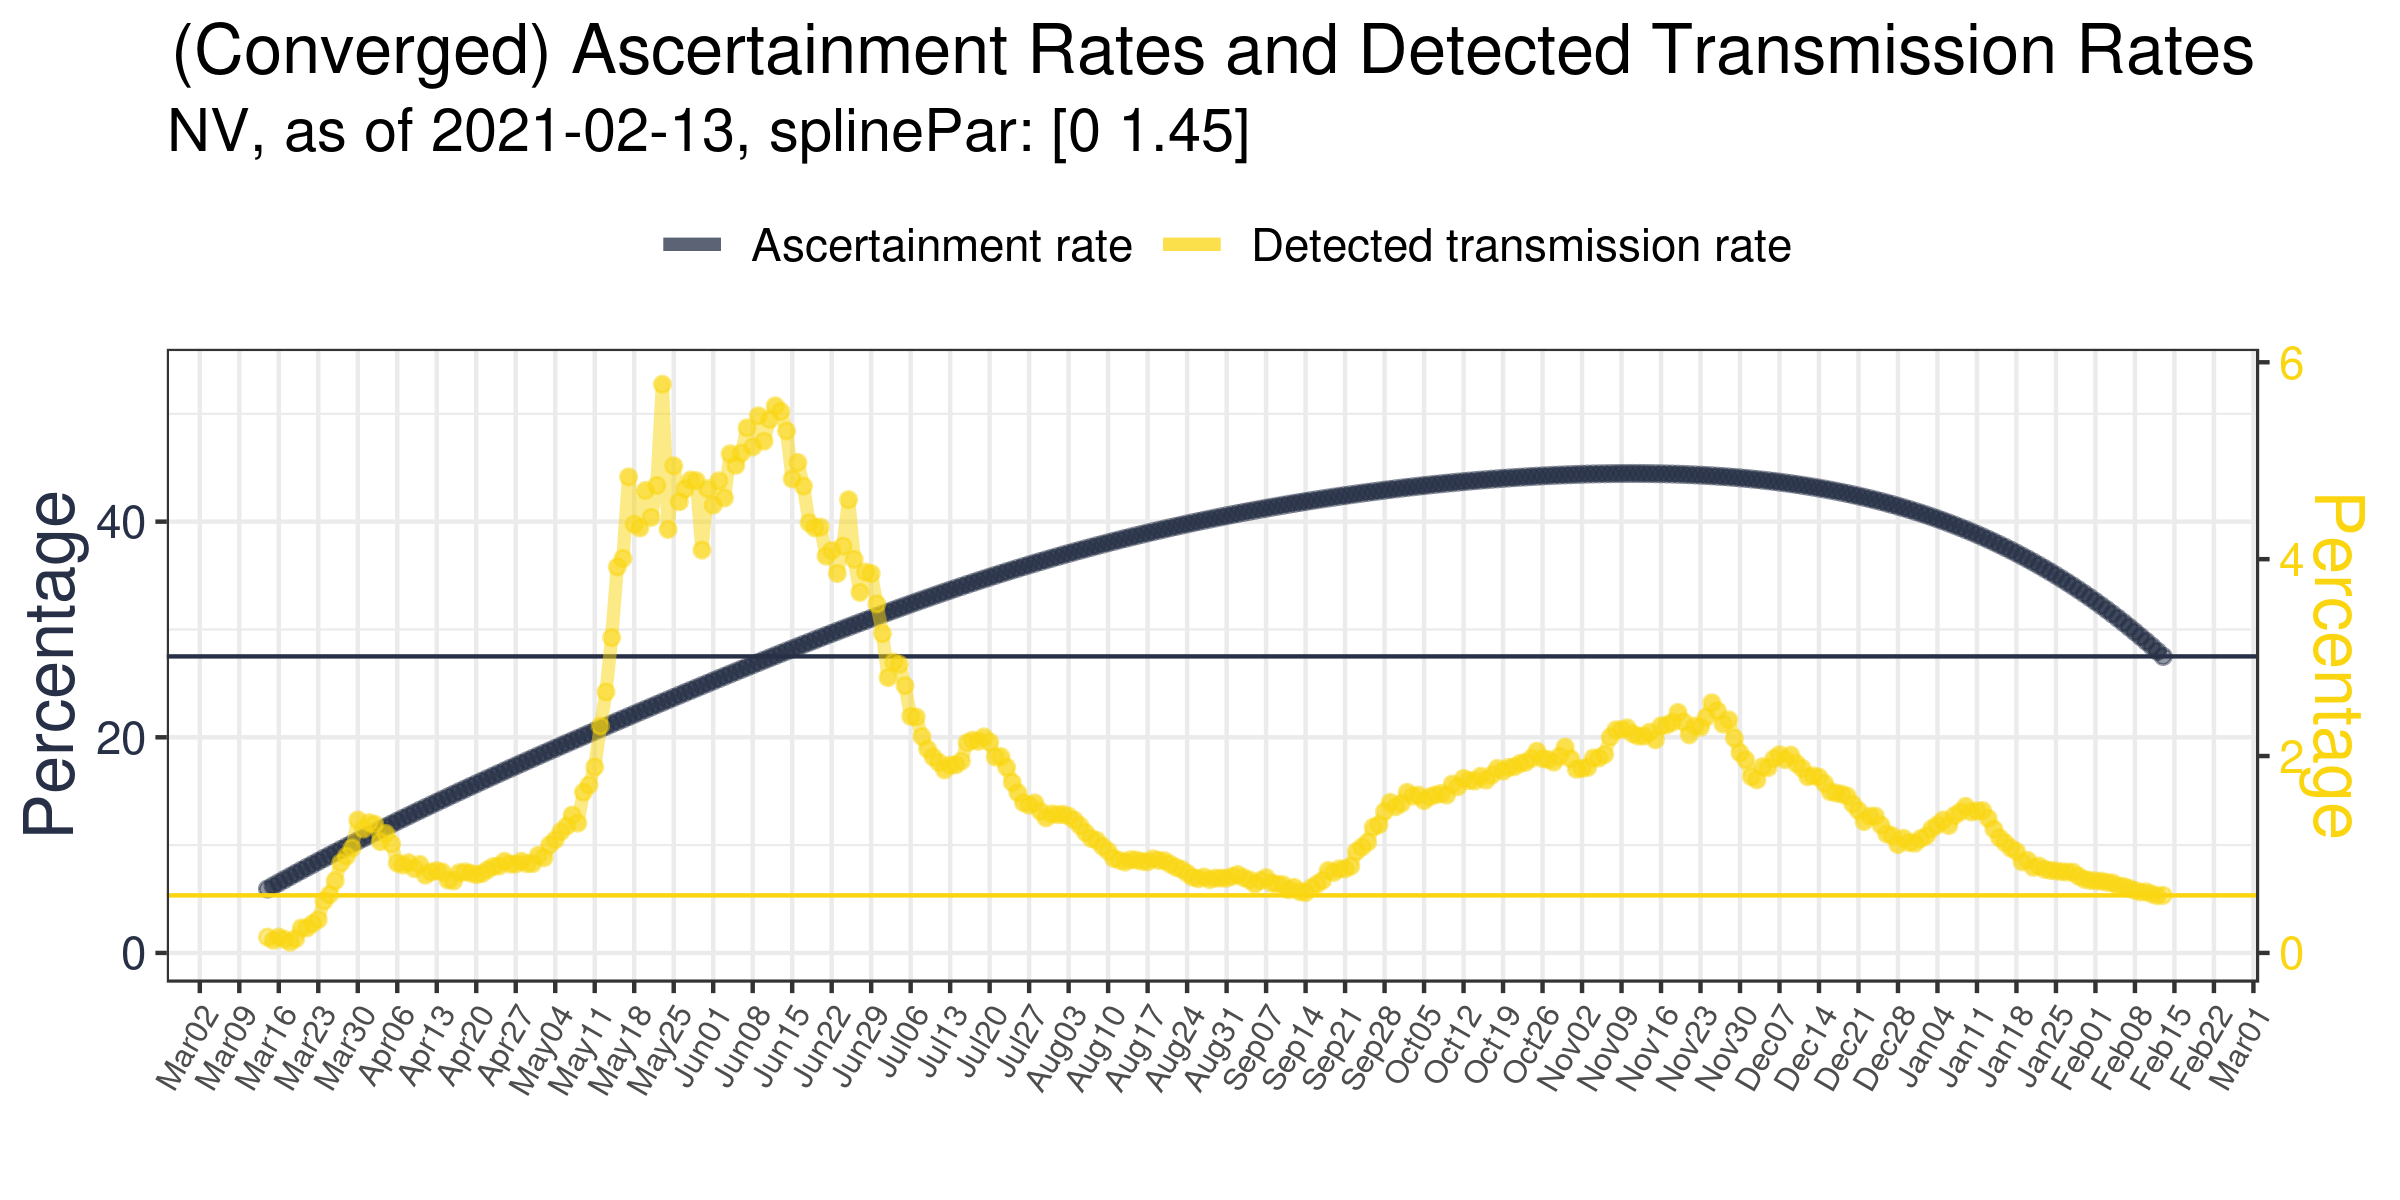 (Converged) Ascertainment Rates and Detected Transmission Rates
NV, as of 2021-02-13, splinePar: [0 1.45]
Ascertainment rate
Detected transmission rate
Percentage
40
20
0
6
4
2
0
Percentage
Mar02
Mar09
Mar16
Mar23
Mar30
Apr06
Apr13
Apr20
Apr27
May04
May11
May18
May25
Jun01
Jun08
Jun15
Jun22
Jun29
Jul06
Jul13
Jul20
Jul27
Aug03
Aug10
Aug17
Aug24
Aug31
Sep07
Sep14
Sep21
Sep28
Oct05
Oct12
Oct19
Oct26
Nov02
Nov09
Nov16
Nov23
Nov30
Dec07
Dec14
Dec21
Dec28
Jan04
Jan11
Jan18
Jan25
Feb01
Feb08
Feb15
Feb22
Mar01